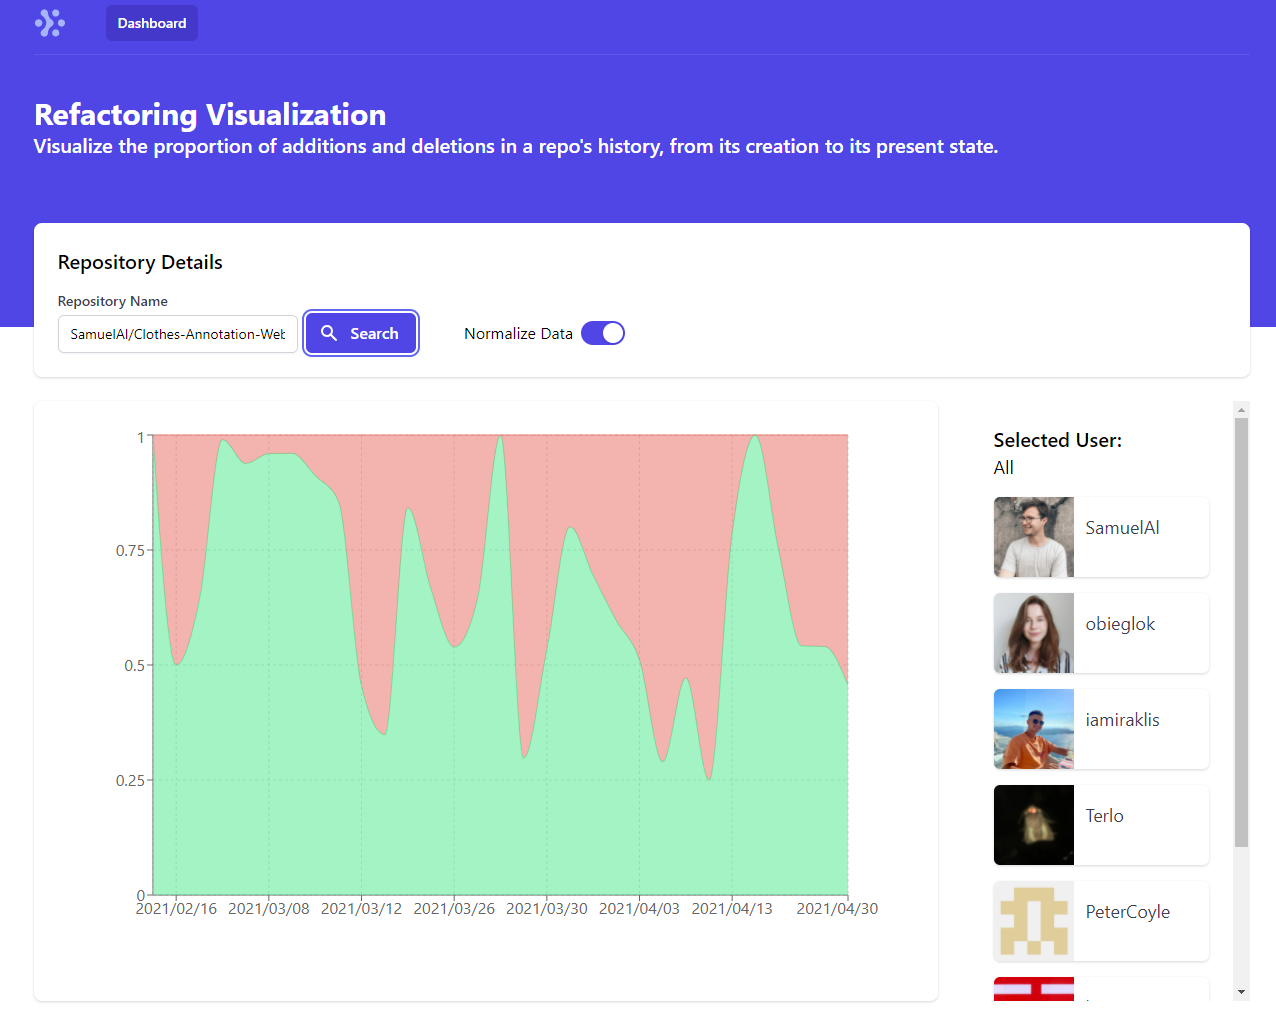 Dashboard
Refactoring Visualization
Visualize the proportion of additions and deletions in a repo's history, from its creation to its present state.
Repository Details
Repository Name
SamuelAl/Clothes-Annotation-Web
Search
Normalize Data
1
0.75
0.5
0.25
0
2021/02/16 2021/03/08 2021/03/12 2021/03/26 2021/03/30 2021/04/03 2021/04/13 2021/04/30
Selected User:
All
SamuelAl
obieglok
iamiraklis
Terlo
PeterCoyle